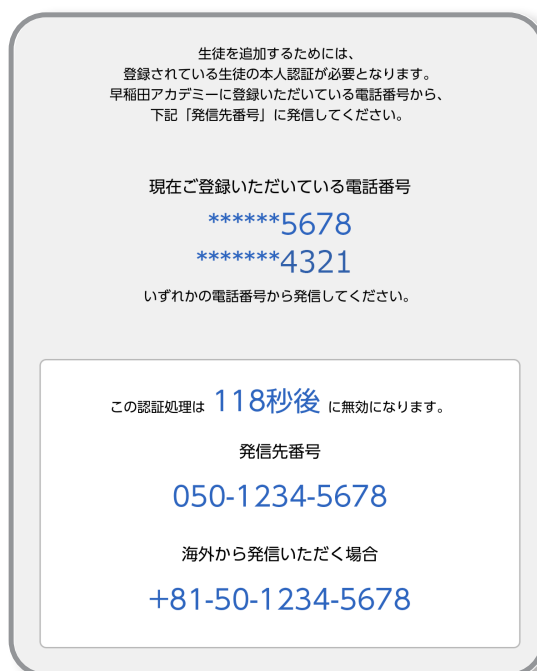 生徒を追加するためには、
登録されている生徒の本人認証が必要となります。
早稲田アカデミーに登録いただいている電話番号から、
下記「発信先番号」に発信してください。
現在ご登録いただいている電話番号
******5678
*******4321
いずれかの電話番号から発信してください。
この認証処理は 118秒後 に無効になります。
発信先番号
050-1234-5678
海外から発信いただく場合
+81-50-1234-5678